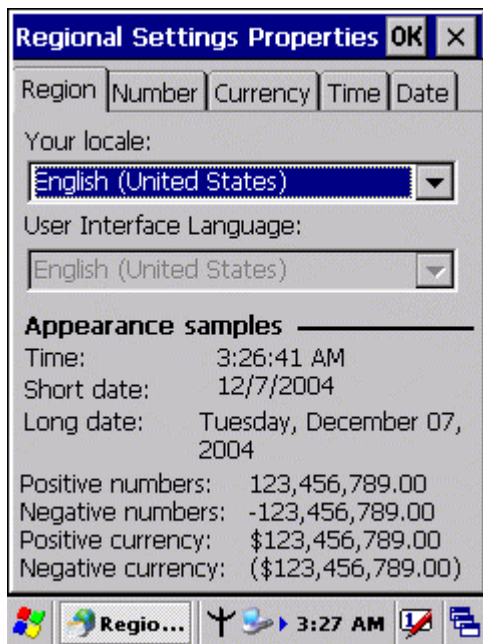 Regional Settings Properties OK ×
Region Number Currency Time Date
Your locale:
English (United States)
User Interface Language:
English (United States)
Appearance samples
Time: 3:26:41 AM
Short date: 12/7/2004
Long date: Tuesday, December 07,
2004
Positive numbers: 123,456,789.00
Negative numbers: -123,456,789.00
Positive currency: $123,456,789.00
Negative currency: ($123,456,789.00)
Regio... 3:27 AM